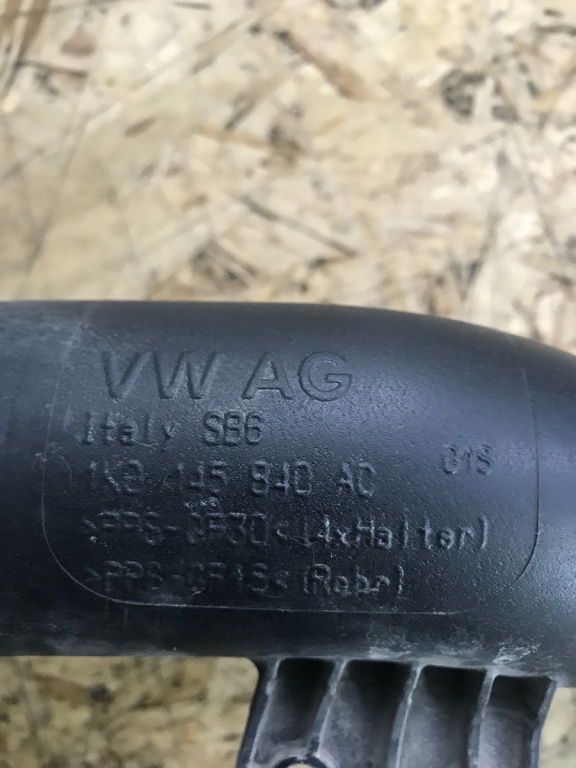 VW AG
Italy SB6
1K0 145 840 AC
>PPS-GF30< (4xHalter)
>PPS-GF15< (Rohr)